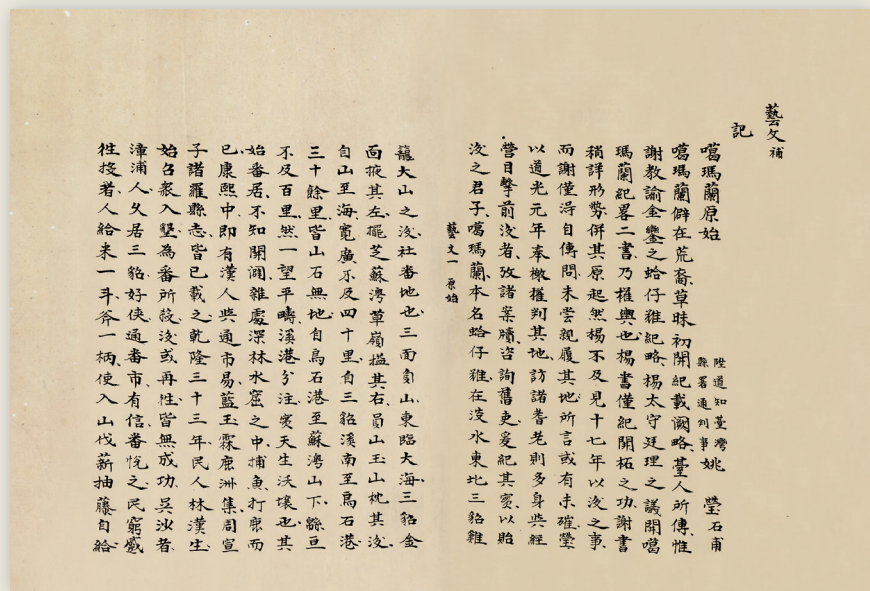 藝文補
記
噶瑪蘭原始 陞道知臺灣縣署通判事 姚瑩石甫
噶瑪蘭僻在荒裔草昧初開紀載闕略臺人所傳惟
謝教諭金鑾之蛤仔雅紀略楊太守廷理之議開噶
瑪蘭紀畧二書乃權輿也楊書僅紀開柘之功謝書
稍詳形勢併其原起然楊不及見十七年以後之事
而謝僅得自傳問未嘗親履其地所言或有未確瑩
以道光元年奉檄權判其地訪諸耆老則多身與經
營目擊前後者攷諸案牘咨詢舊吏爰紀其寔以貽
後之君子噶瑪蘭本名蛤仔雅在淡水東北三貂雞
藝文一 原始
籠大山之後社番地也三面負山東臨大海三貂金
面掖其左擺芝蘇澚草嶺搤其右員山玉山枕其後
自山至海寬廣不及四十里自三貂溪南至烏石港
三十餘里皆山石無地自烏石港至蘇澚山下緜亘
不及百里然一望平疇溪港分注寔天生沃壤也其
始番居不知開闢雜處深林水窟之中捕魚打鹿而
已康熙中即有漢人與通市易藍玉霖鹿洲集周宣
子諸羅縣志皆已載之乾隆三十三年民人林漢生
始召眾入墾為番所殺後或再往皆無成功吳沙者
漳浦人久居三貂好俠通番市有信番悅之民窮蹙
往投者人給米一斗斧一柄使入山伐薪抽藤自給